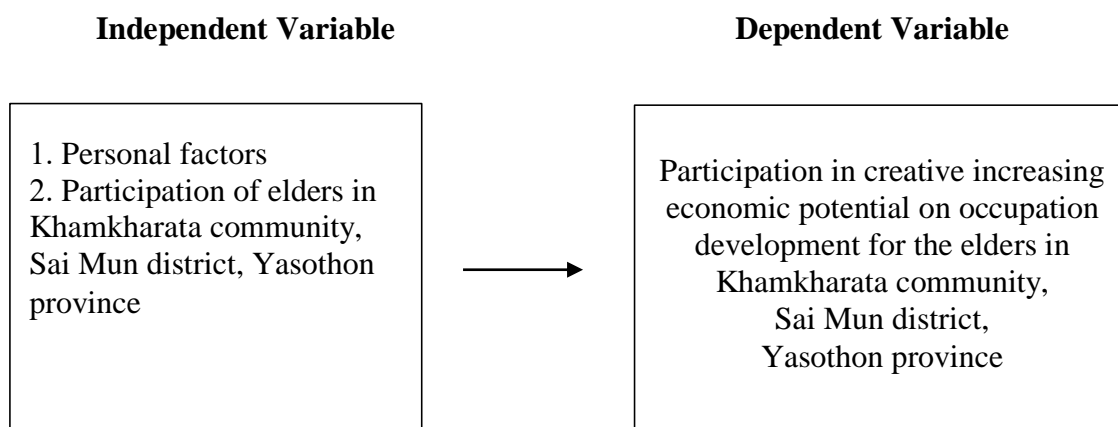 Independent Variable
Dependent Variable
1. Personal factors
2. Participation of elders in
Khamkharata community,
Sai Mun district, Yasothon
province
Participation in creative increasing
economic potential on occupation
development for the elders in
Khamkharata community,
Sai Mun district,
Yasothon province